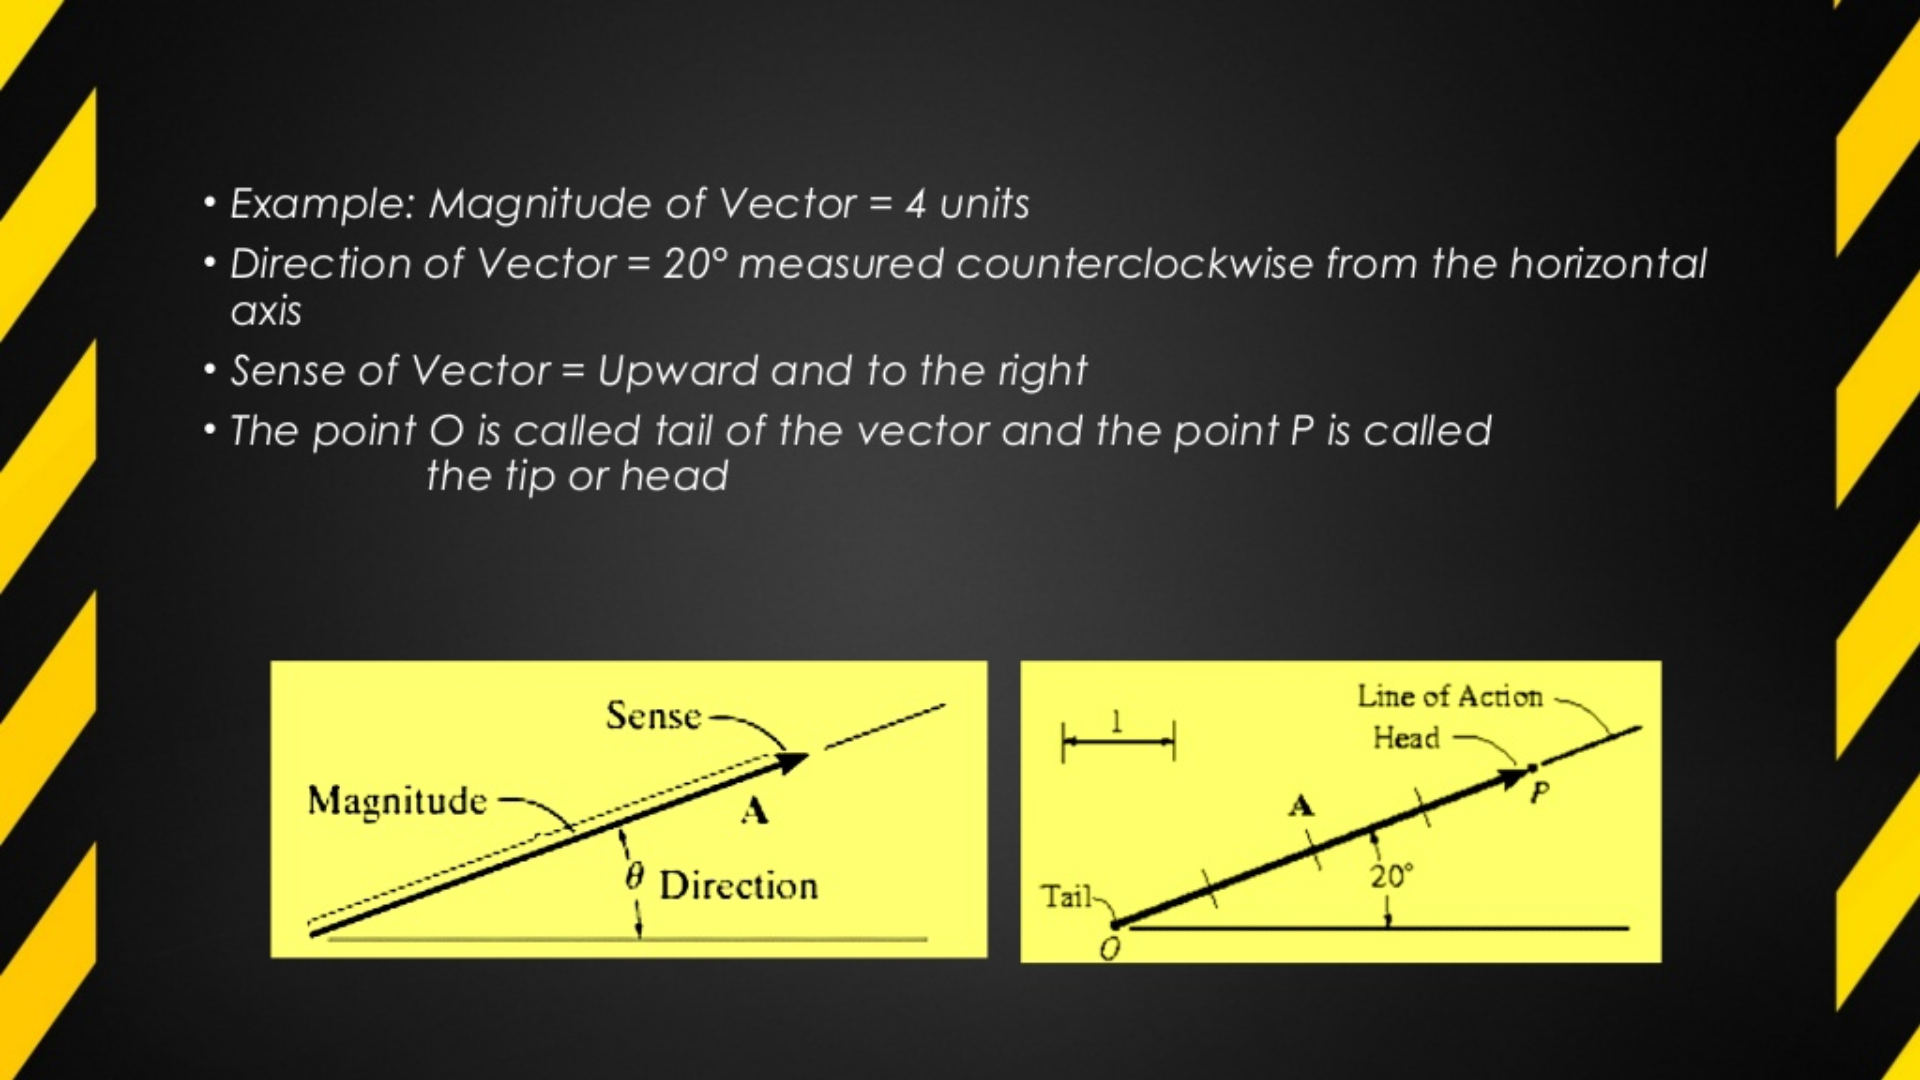 • Example: Magnitude of Vector = 4 units
• Direction of Vector = 20° measured counterclockwise from the horizontal
axis
• Sense of Vector = Upward and to the right
• The point O is called tail of the vector and the point P is called
the tip or head
Sense
Magnitude
A
θ Direction
1
Line of Action
Head
P
A
20°
Tail
O